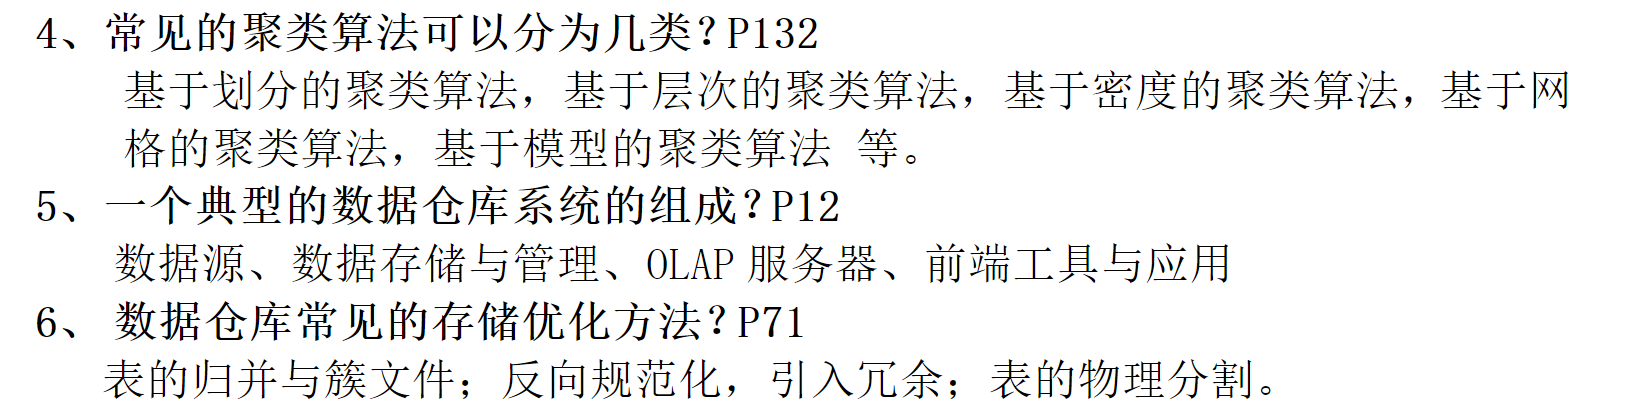 4、常见的聚类算法可以分为几类？P132
基于划分的聚类算法，基于层次的聚类算法，基于密度的聚类算法，基于网
格的聚类算法，基于模型的聚类算法 等。
5、一个典型的数据仓库系统的组成？P12
数据源、数据存储与管理、OLAP 服务器、前端工具与应用
6、 数据仓库常见的存储优化方法？P71
表的归并与簇文件；反向规范化，引入冗余；表的物理分割。